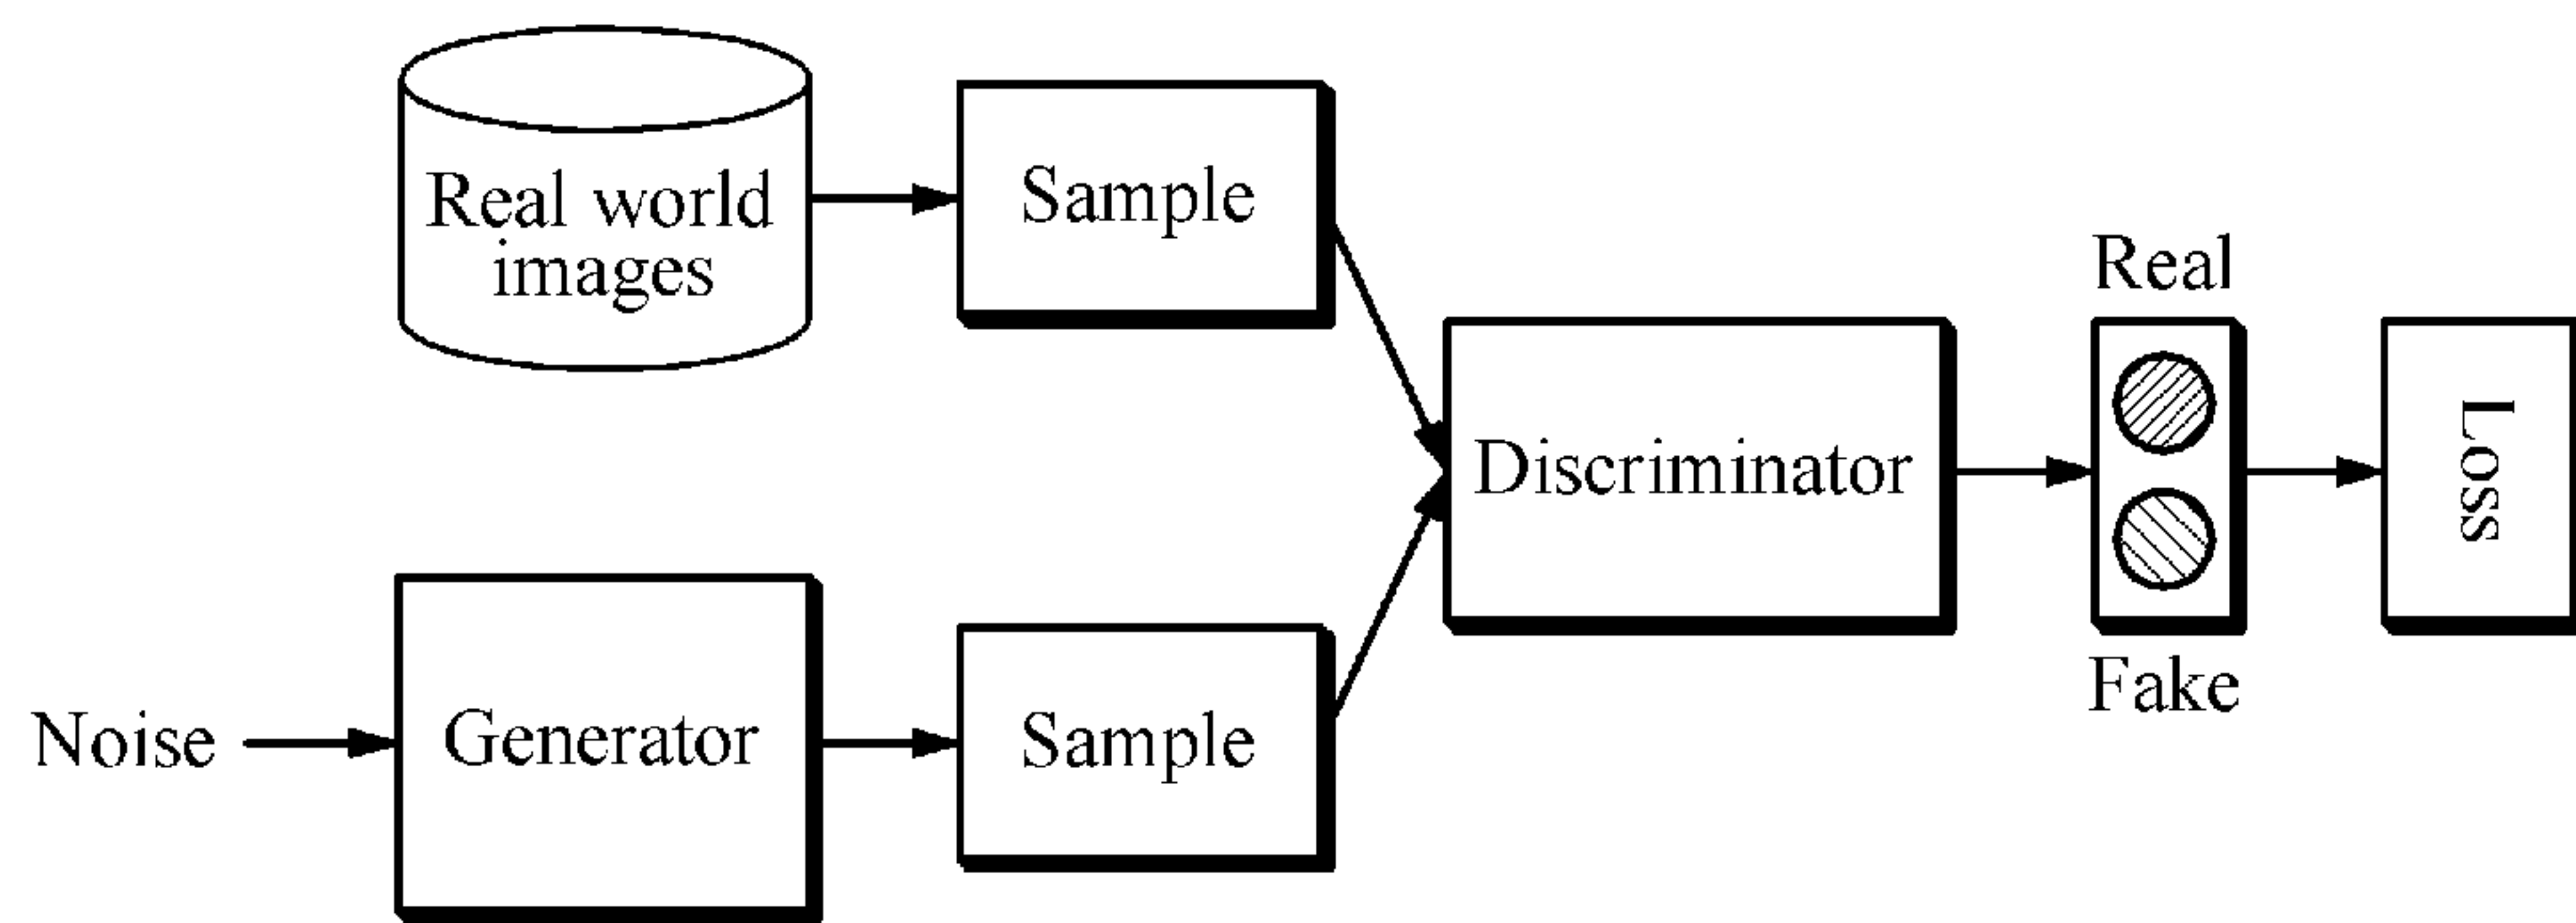 Real world
images
Sample
Noise
Generator
Sample
Discriminator
Real
Fake
Loss